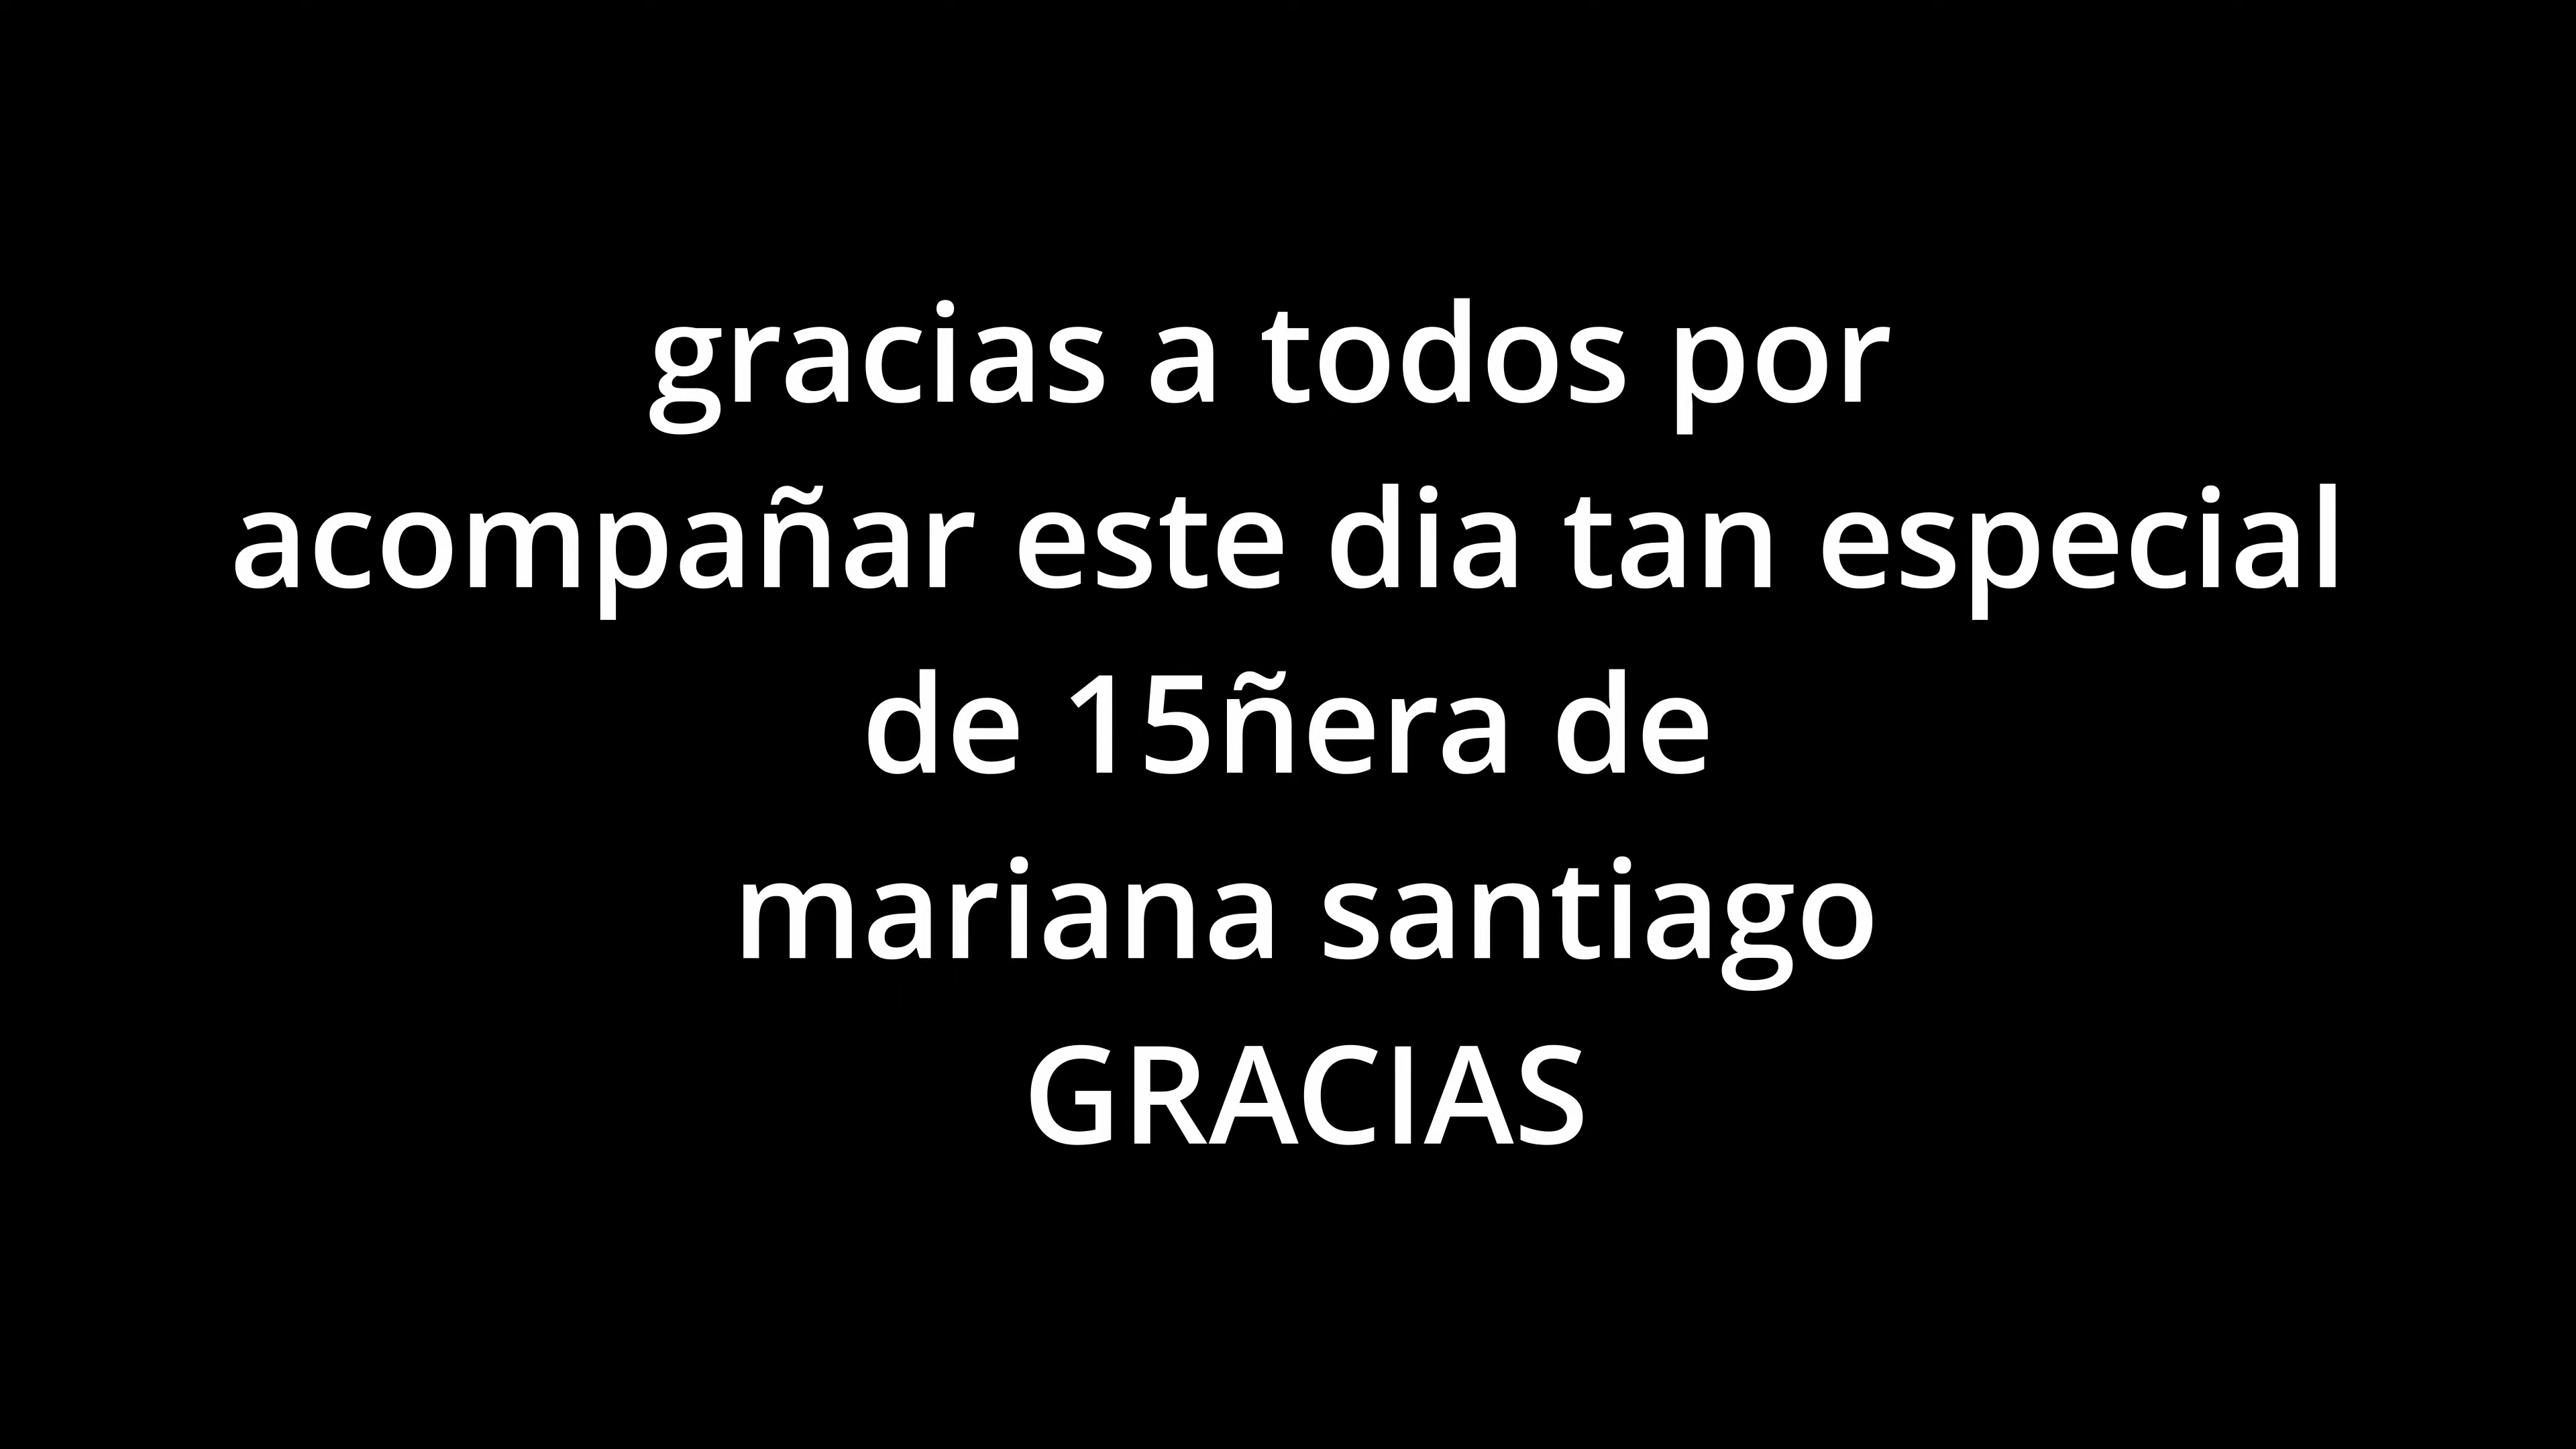 gracias a todos por
acompañar este dia tan especial
de 15ñera de
mariana santiago
GRACIAS